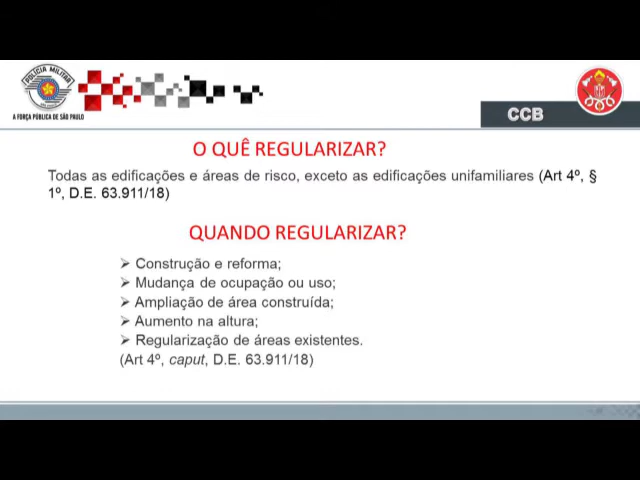 POLÍCIA MILITAR
A FORÇA PÚBLICA DE SÃO PAULO
CCB
O QUÊ REGULARIZAR?
Todas as edificações e áreas de risco, exceto as edificações unifamiliares (Art 4º, §
1º, D.E. 63.911/18)
QUANDO REGULARIZAR?
➢ Construção e reforma;
➢ Mudança de ocupação ou uso;
➢ Ampliação de área construída;
➢ Aumento na altura;
➢ Regularização de áreas existentes.
(Art 4º, caput, D.E. 63.911/18)